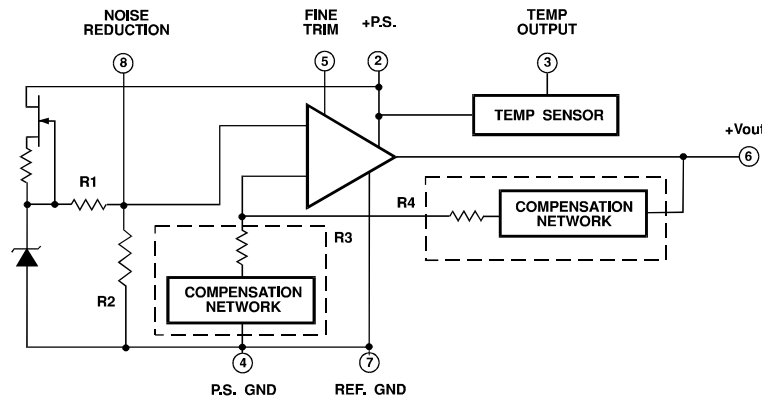 NOISE
REDUCTION
8
FINE
TRIM
5
+P.S.
2
TEMP
OUTPUT
3
TEMP SENSOR
+Vout
6
R1
R4
COMPENSATION
NETWORK
R3
R2
COMPENSATION
NETWORK
4
7
P.S. GND
REF. GND